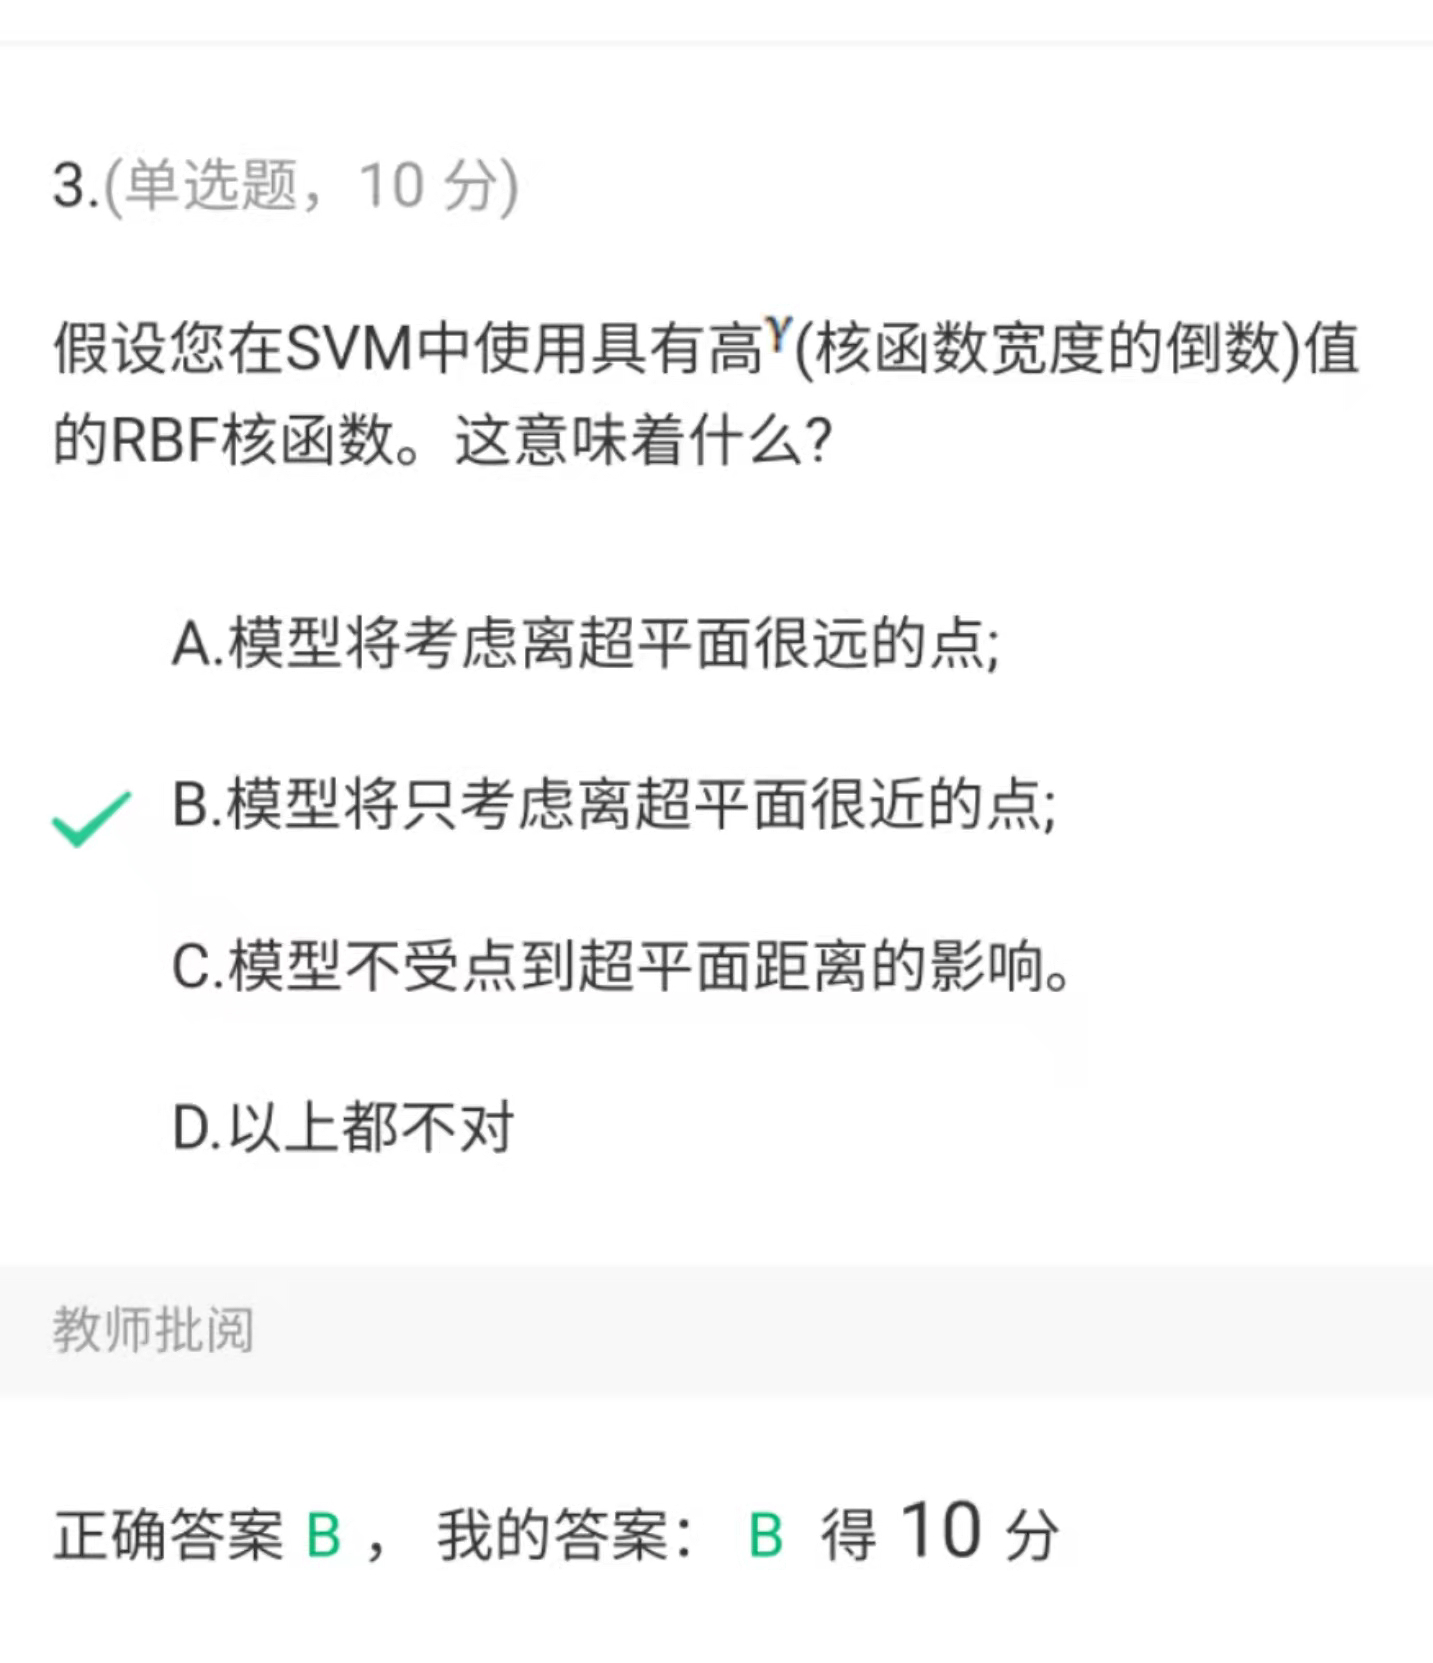 3.(单选题，10 分)
假设您在SVM中使用具有高γ(核函数宽度的倒数)值
的RBF核函数。这意味着什么?
A.模型将考虑离超平面很远的点;
B.模型将只考虑离超平面很近的点;
C.模型不受点到超平面距离的影响。
D.以上都不对
教师批阅
正确答案 B ， 我的答案： B 得 10 分